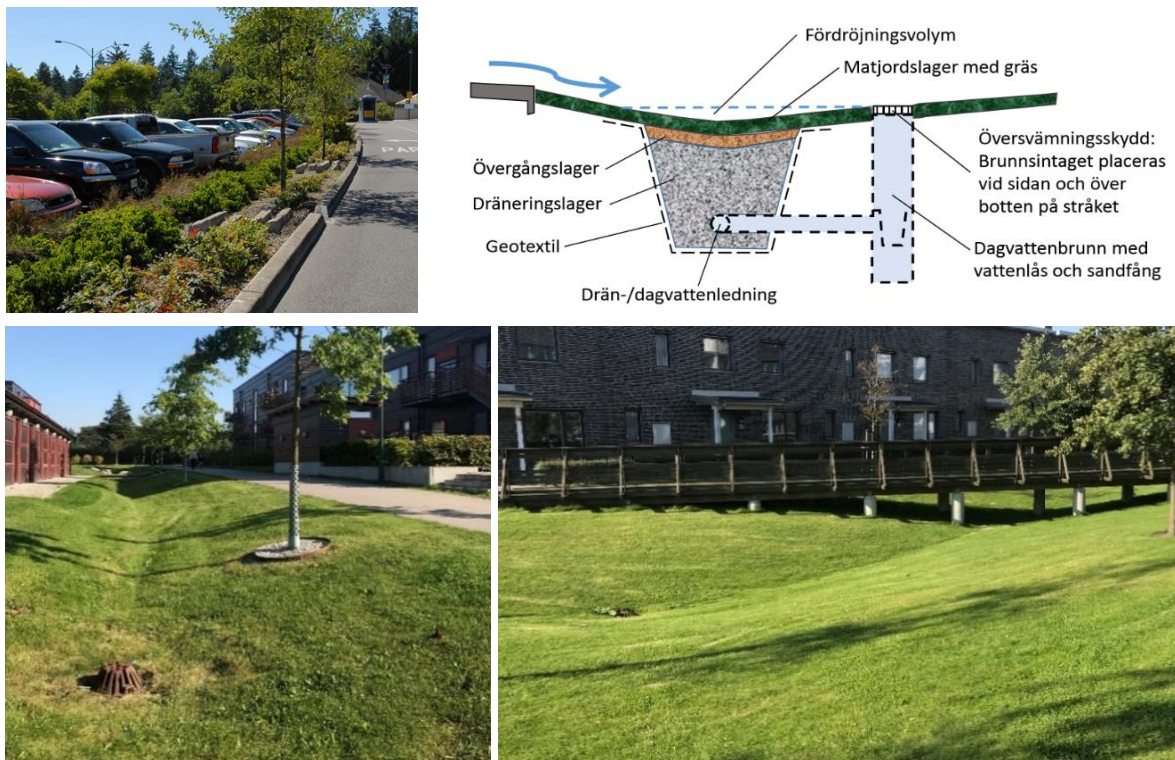 PAR
Fördröjningsvolym
Matjordslager med gräs
Övergångslager
Dräneringslager
Geotextil
Drän-/dagvattenledning
Översvämningsskydd:
Brunnsintaget placeras
vid sidan och över
botten på stråket
Dagvattenbrunn med
vattenlås och sandfång